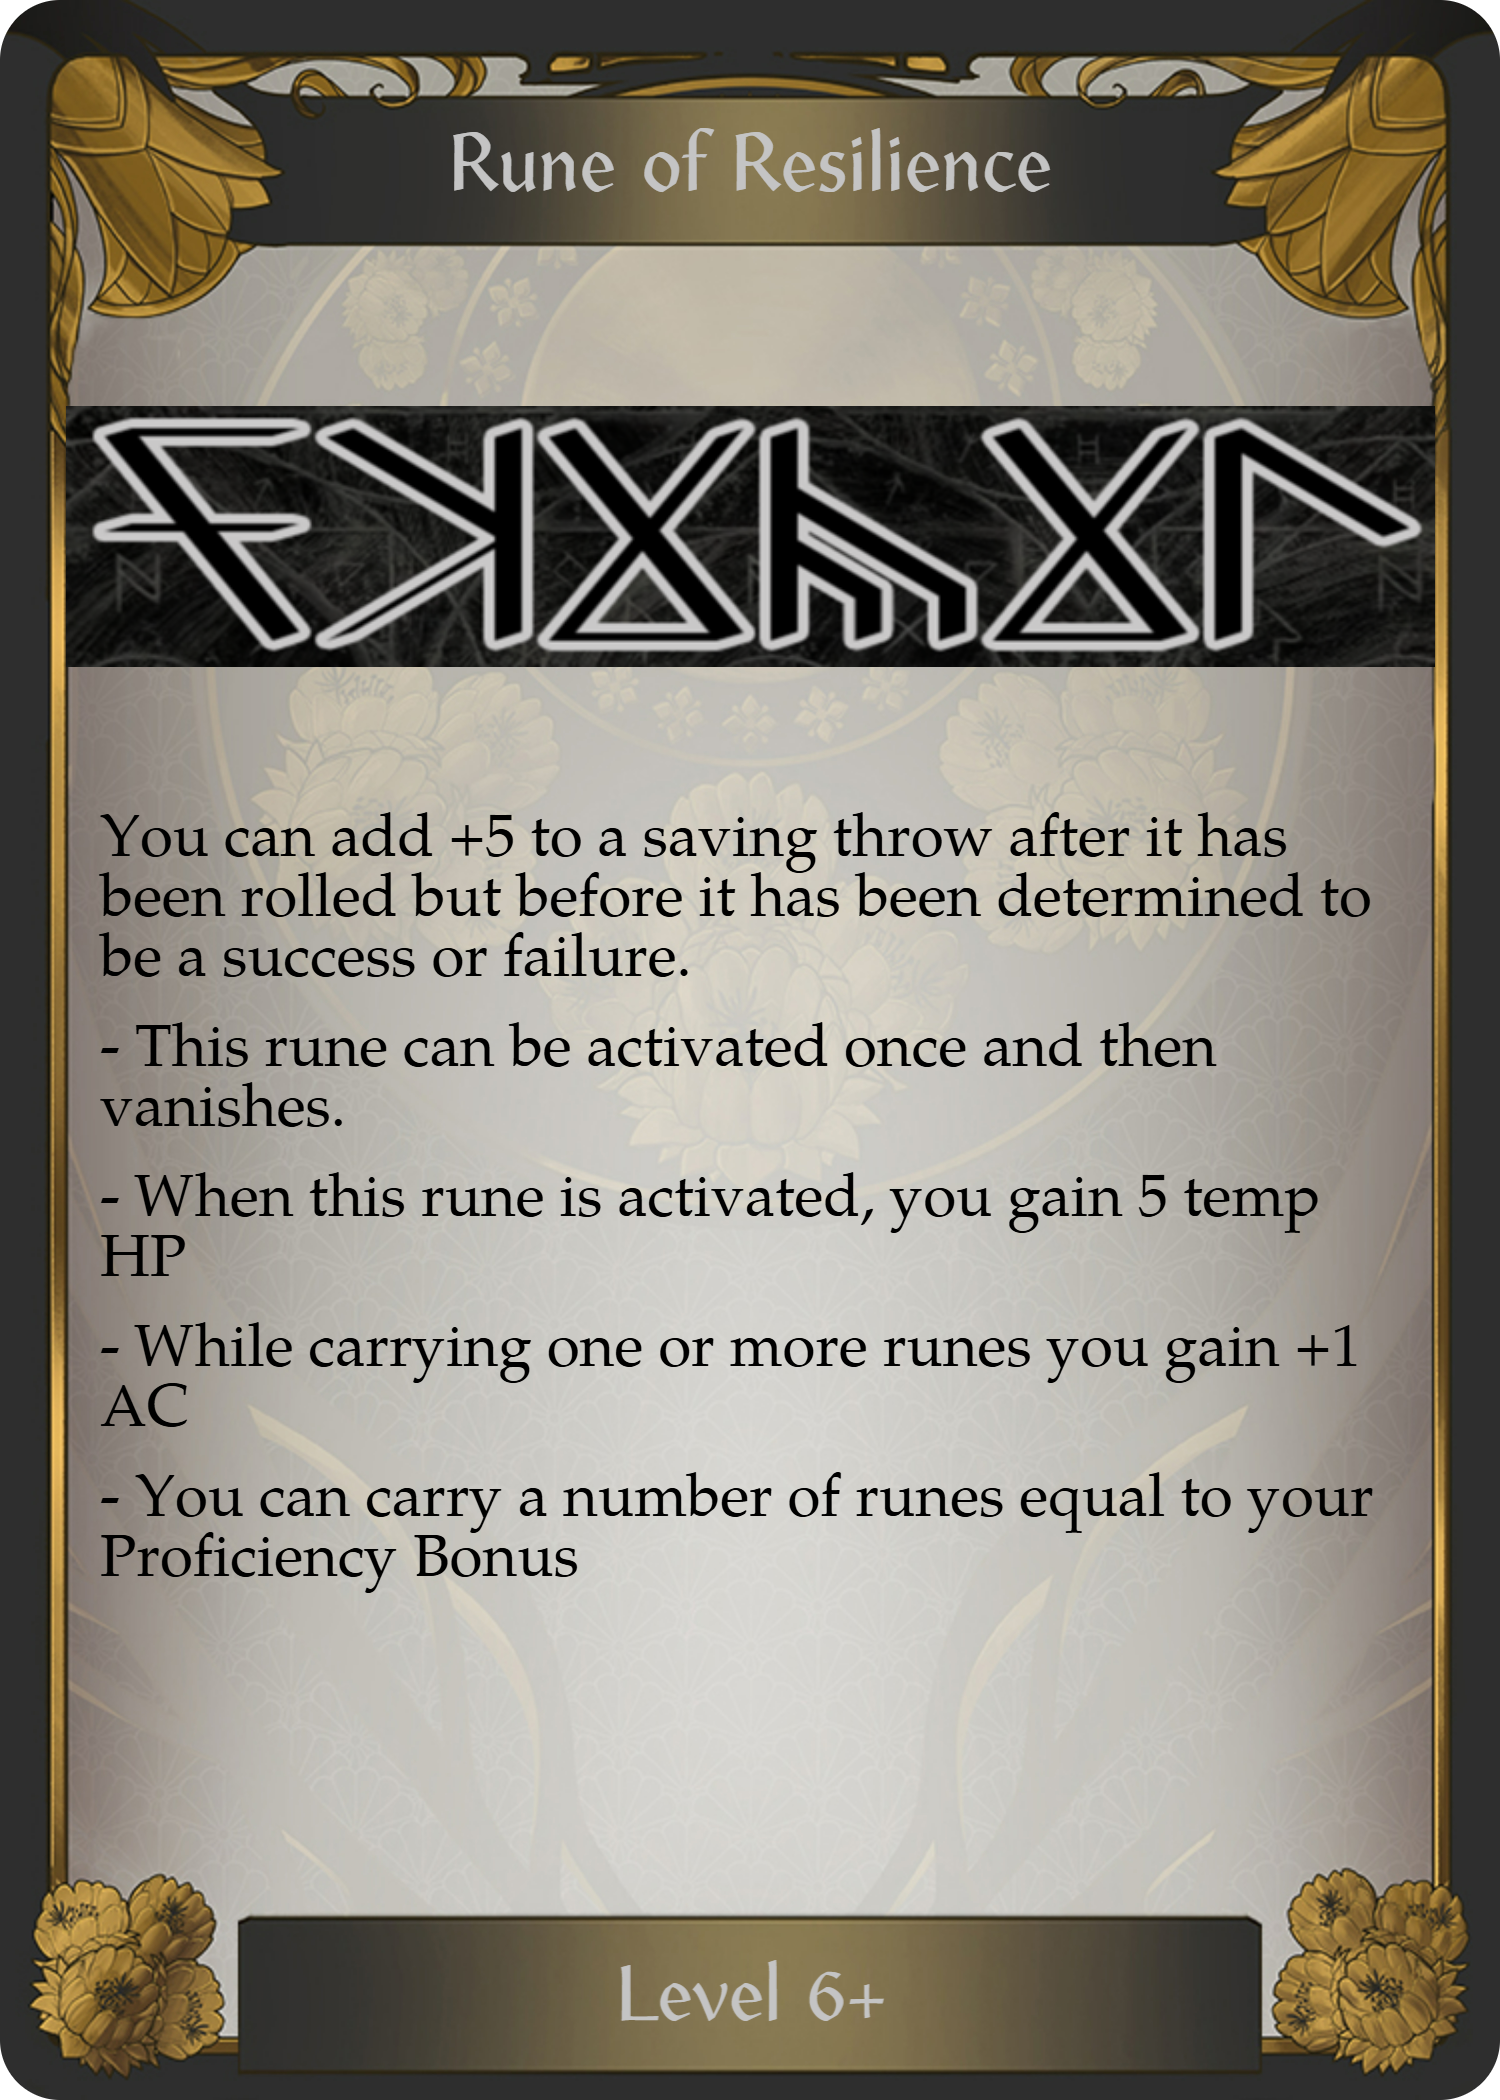 Rune of Resilience
You can add +5 to a saving throw after it has
been rolled but before it has been determined to
be a success or failure.
- This rune can be activated once and then
vanishes.
- When this rune is activated, you gain 5 temp
HP
- While carrying one or more runes you gain +1
AC
- You can carry a number of runes equal to your
Proficiency Bonus
Level 6+